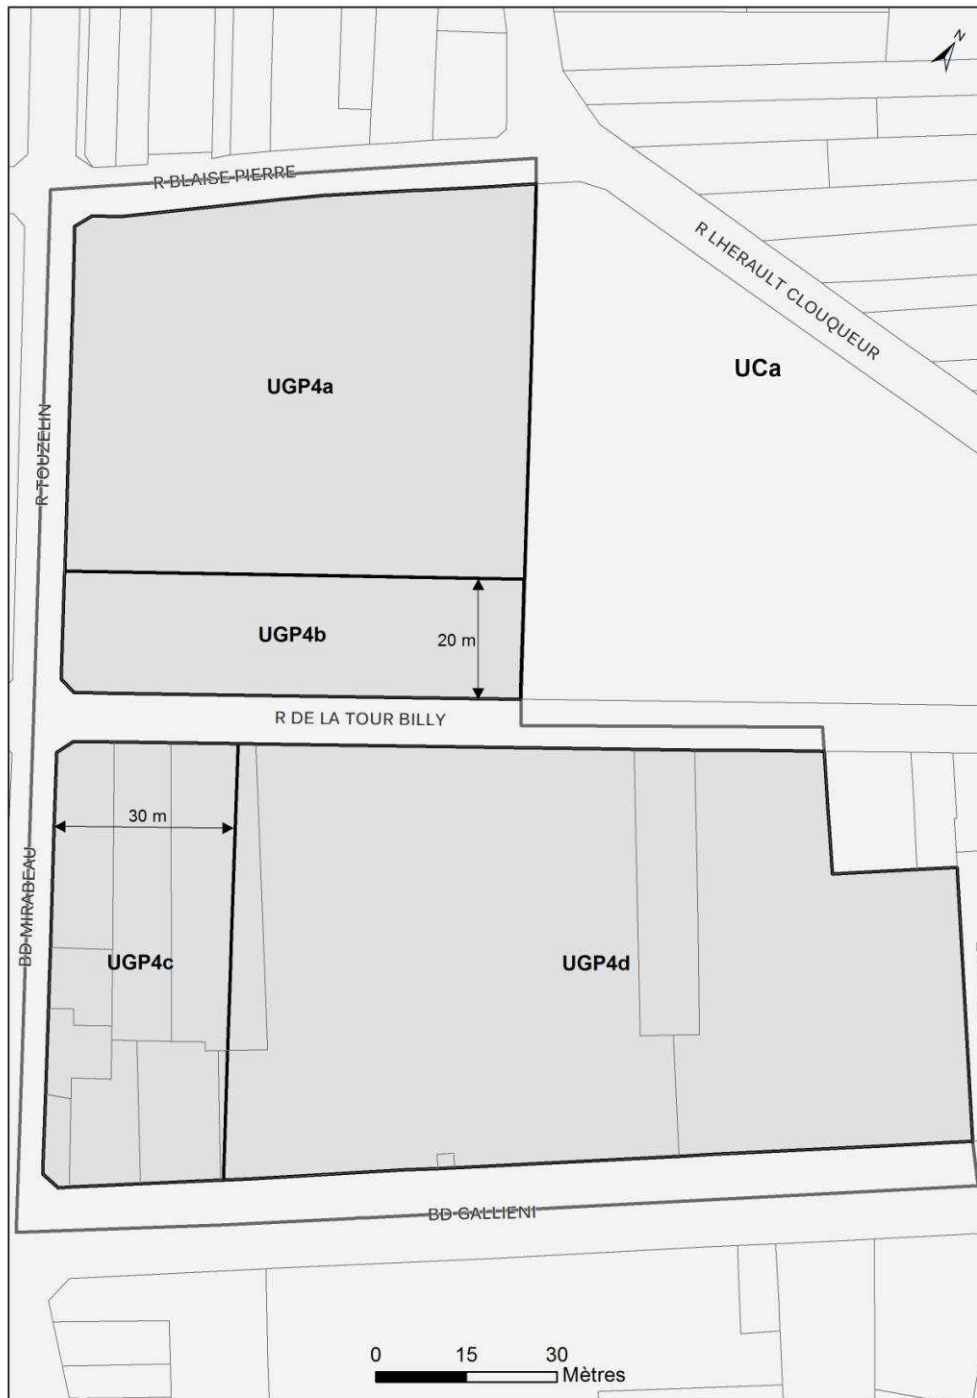 N
R BLAISE PIERRE
R LHERAULT CLOUQUEUR
UCa
UGP4a
R TOUZELIN
UGP4b
20 m
R DE LA TOUR BILLY
30 m
BD MIRABEAU
UGP4c
UGP4d
BD GALLIENI
0 15 30
Mètres